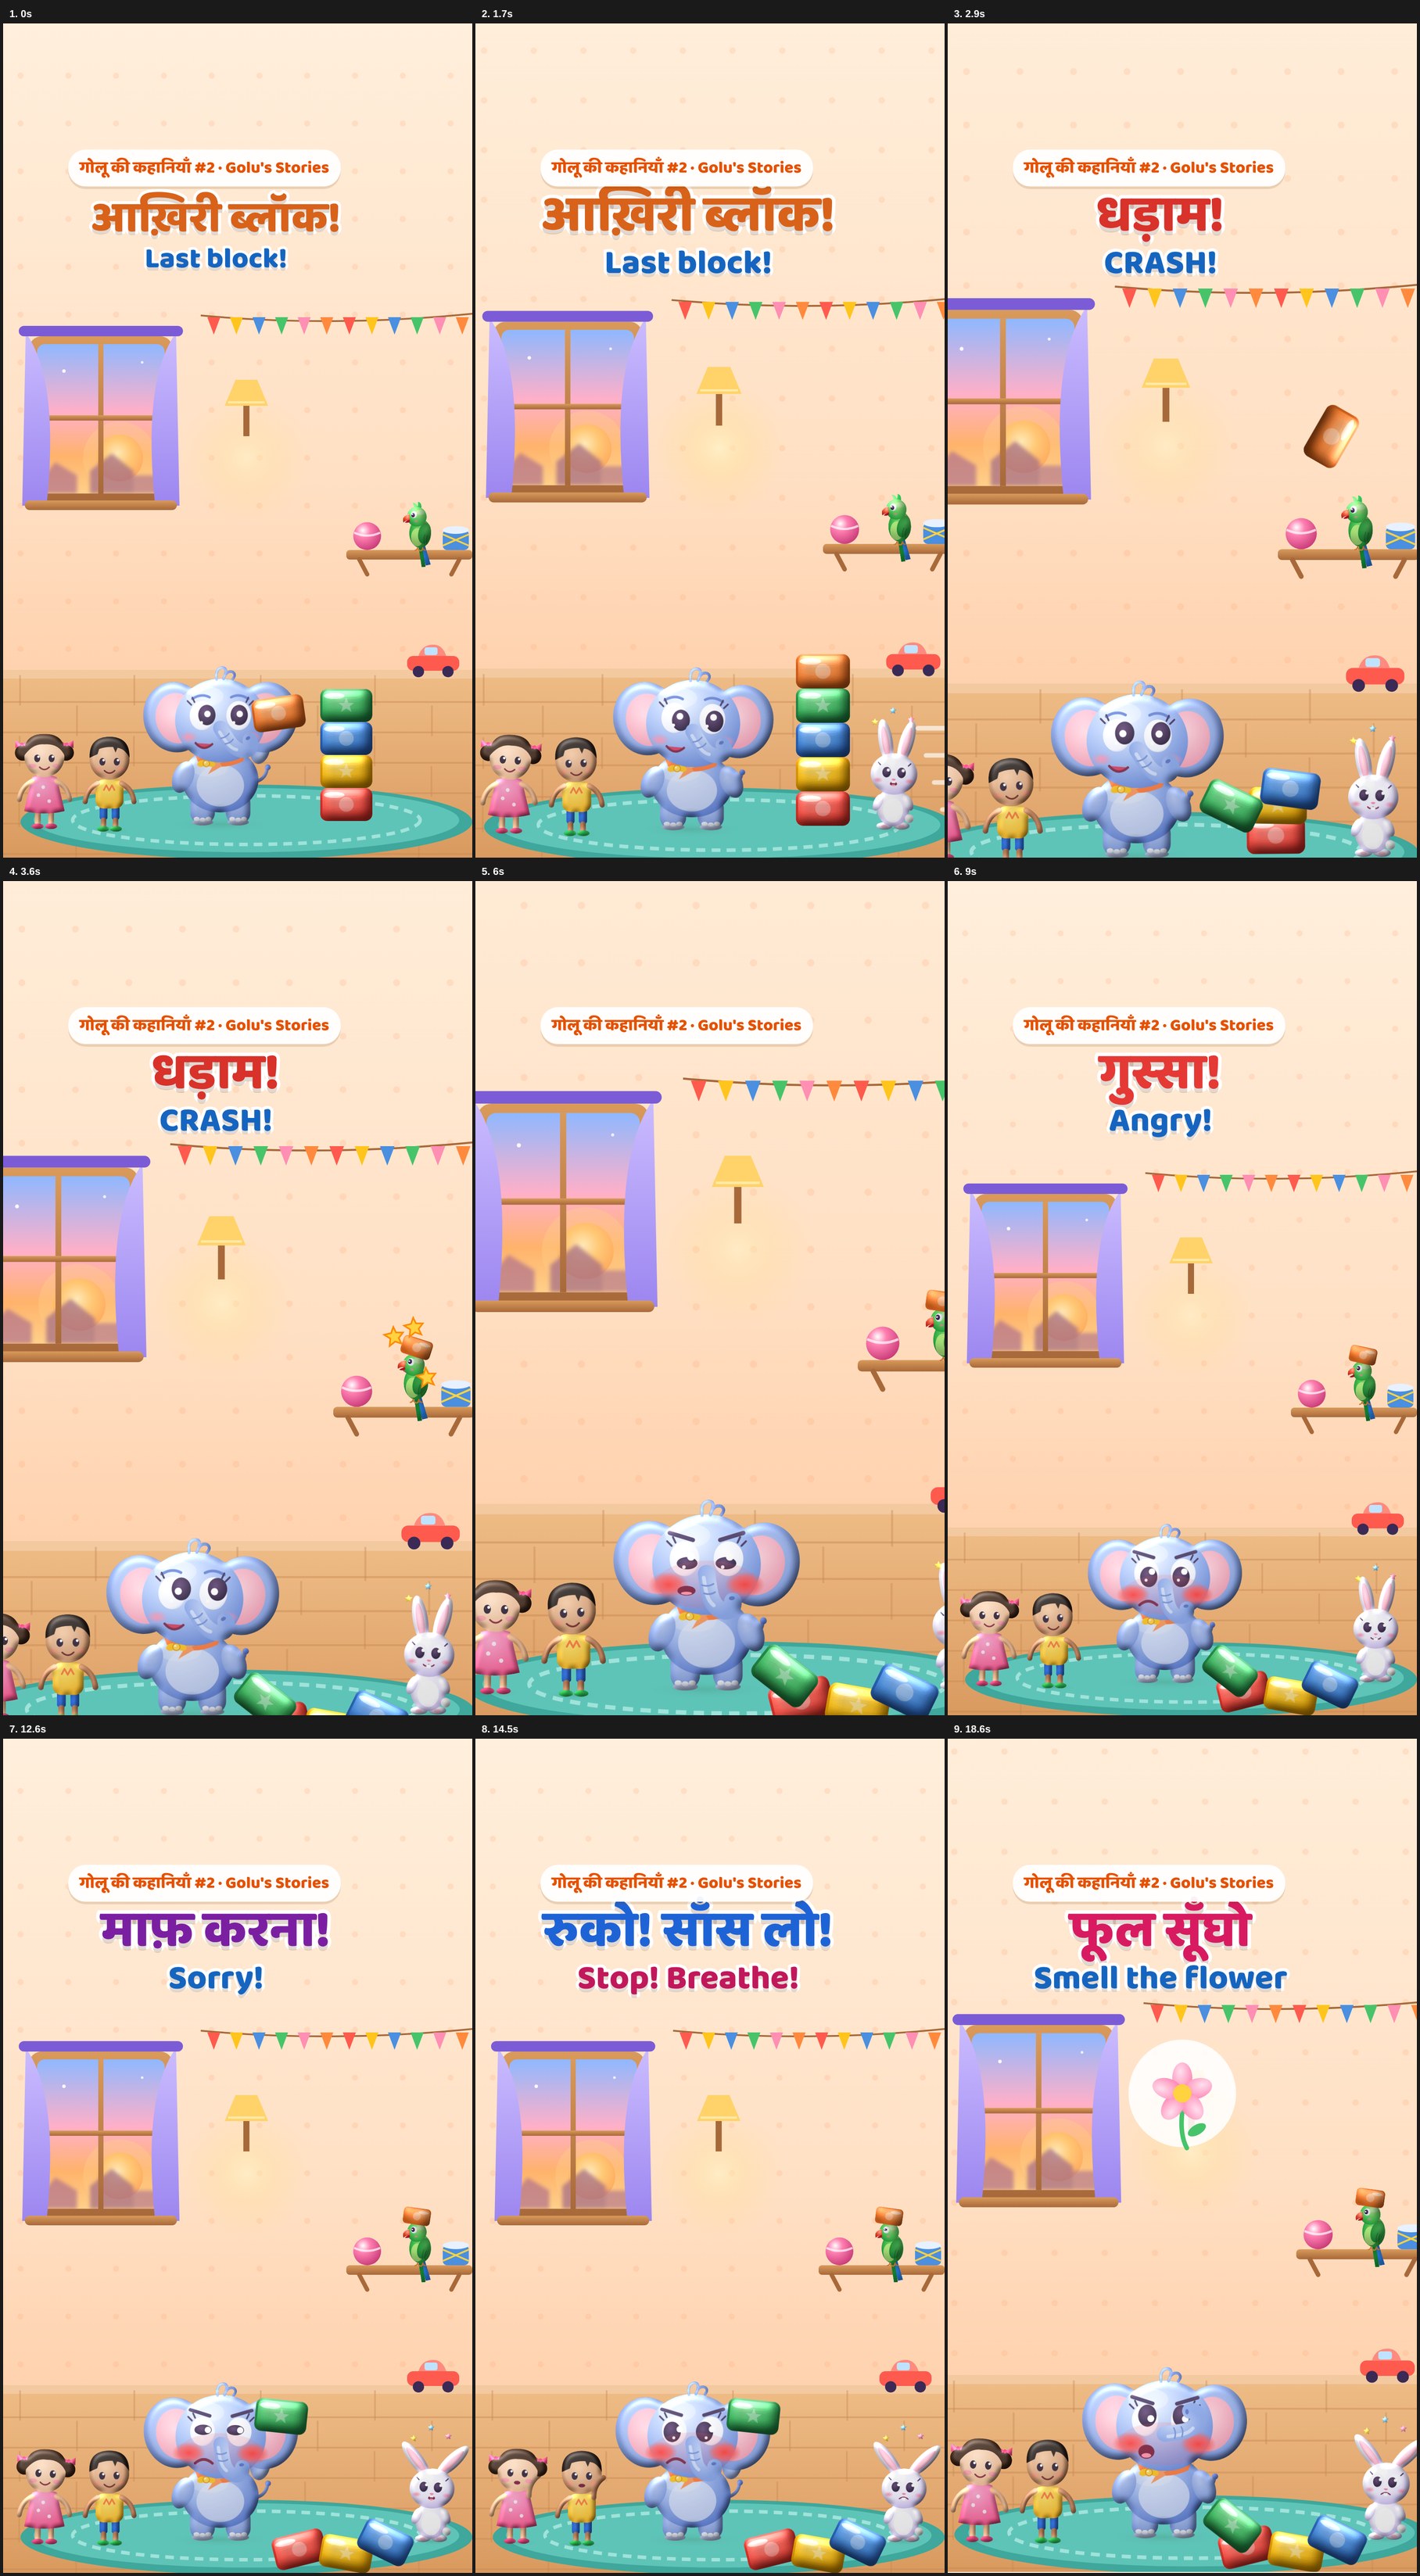 1. 0s
गोलू की कहानियाँ #2 · Golu's Stories
आख़िरी ब्लॉक!
Last block!
2. 1.7s
गोलू की कहानियाँ #2 · Golu's Stories
आख़िरी ब्लॉक!
Last block!
3. 2.9s
गोलू की कहानियाँ #2 · Golu's Stories
धड़ाम!
CRASH!
4. 3.6s
गोलू की कहानियाँ #2 · Golu's Stories
धड़ाम!
CRASH!
5. 6s
गोलू की कहानियाँ #2 · Golu's Stories
6. 9s
गोलू की कहानियाँ #2 · Golu's Stories
गुस्सा!
Angry!
7. 12.6s
गोलू की कहानियाँ #2 · Golu's Stories
माफ़ करना!
Sorry!
8. 14.5s
गोलू की कहानियाँ #2 · Golu's Stories
रुको! साँस लो!
Stop! Breathe!
9. 18.6s
गोलू की कहानियाँ #2 · Golu's Stories
फूल सूँघो
Smell the flower